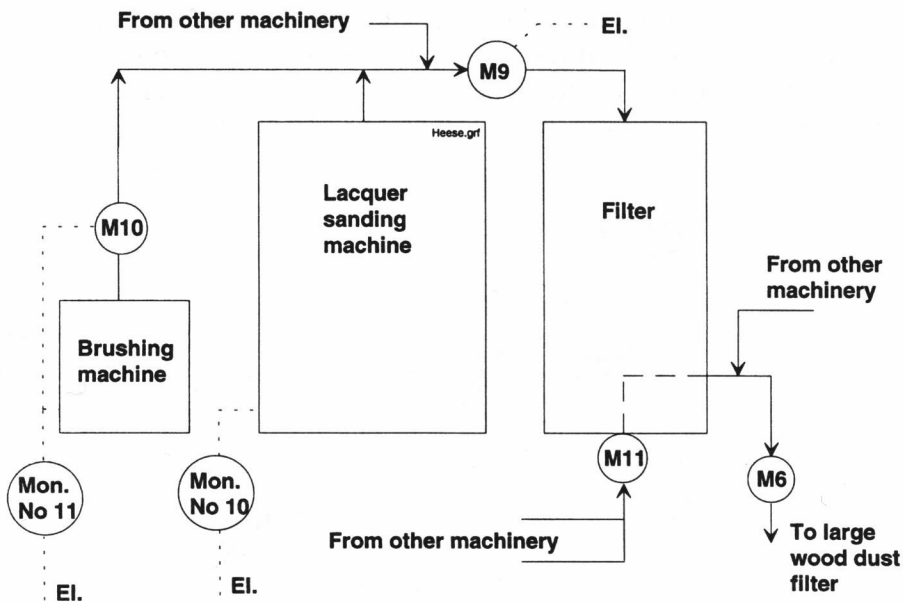 From other machinery
El.
M9
Heese.grf
Lacquer
sanding
machine
Filter
M10
From other
machinery
Brushing
machine
M11
M6
Mon.
No 11
Mon.
No 10
From other machinery
To large
wood dust
filter
El.
El.